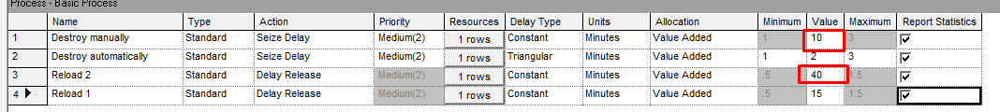 Process - Basic Process
Name Type Action Priority Resources Delay Type Units Allocation Minimum Value Maximum Report Statistics
1 Destroy manually Standard Seize Delay Medium(2) 1 rows Constant Minutes Value Added 1 10 3
2 Destroy automatically Standard Seize Delay Medium(2) 1 rows Triangular Minutes Value Added 1 2 3
3 Reload 2 Standard Delay Release Medium(2) 1 rows Constant Minutes Value Added .5 40 1.5
4 Reload 1 Standard Delay Release Medium(2) 1 rows Constant Minutes Value Added .5 15 1.5